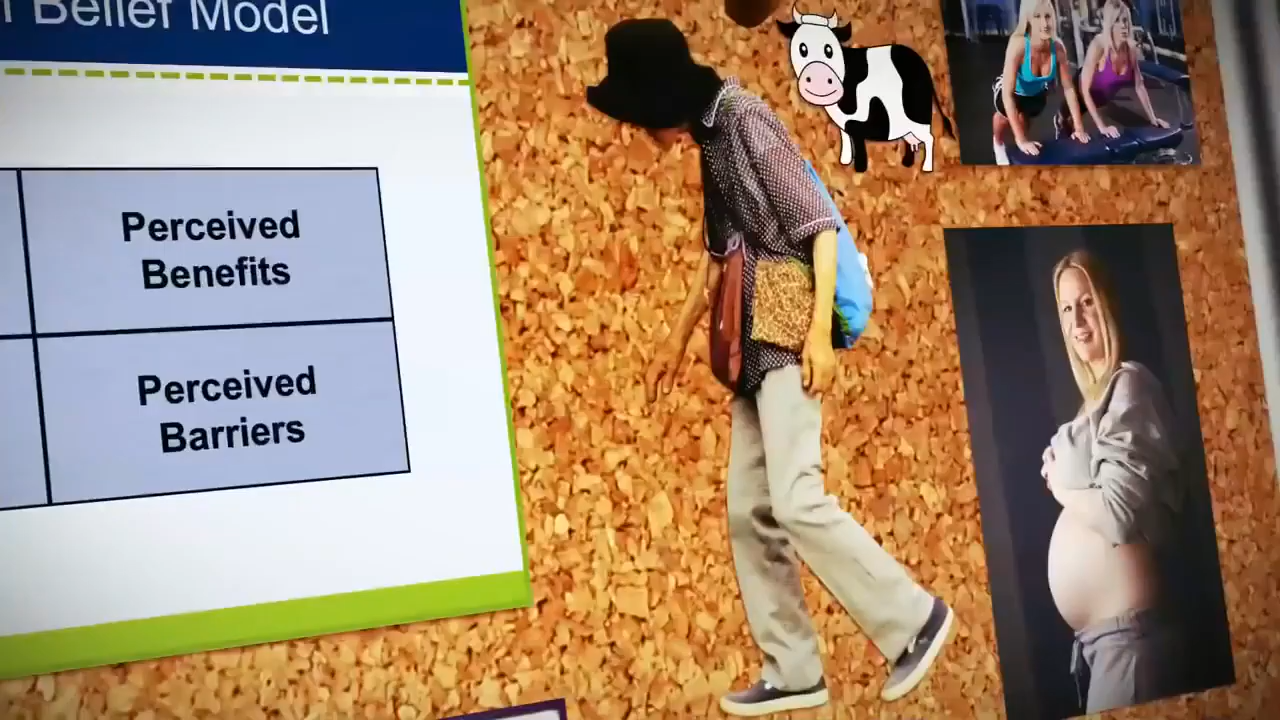 Belief Model
Perceived
Benefits
Perceived
Barriers